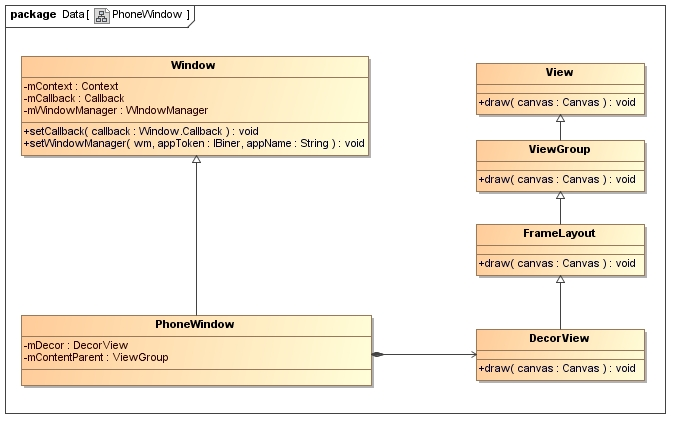 package Data[ PhoneWindow ]
Window
-mContext : Context
-mCallback : Callback
-mWindowManager : WIndowManager
+setCallback( callback : Window.Callback ) : void
+setWindowManager( wm, appToken : IBiner, appName : String ) : void
View
+draw( canvas : Canvas ) : void
ViewGroup
+draw( canvas : Canvas ) : void
FrameLayout
+draw( canvas : Canvas ) : void
PhoneWindow
-mDecor : DecorView
-mContentParent : ViewGroup
DecorView
+draw( canvas : Canvas ) : void